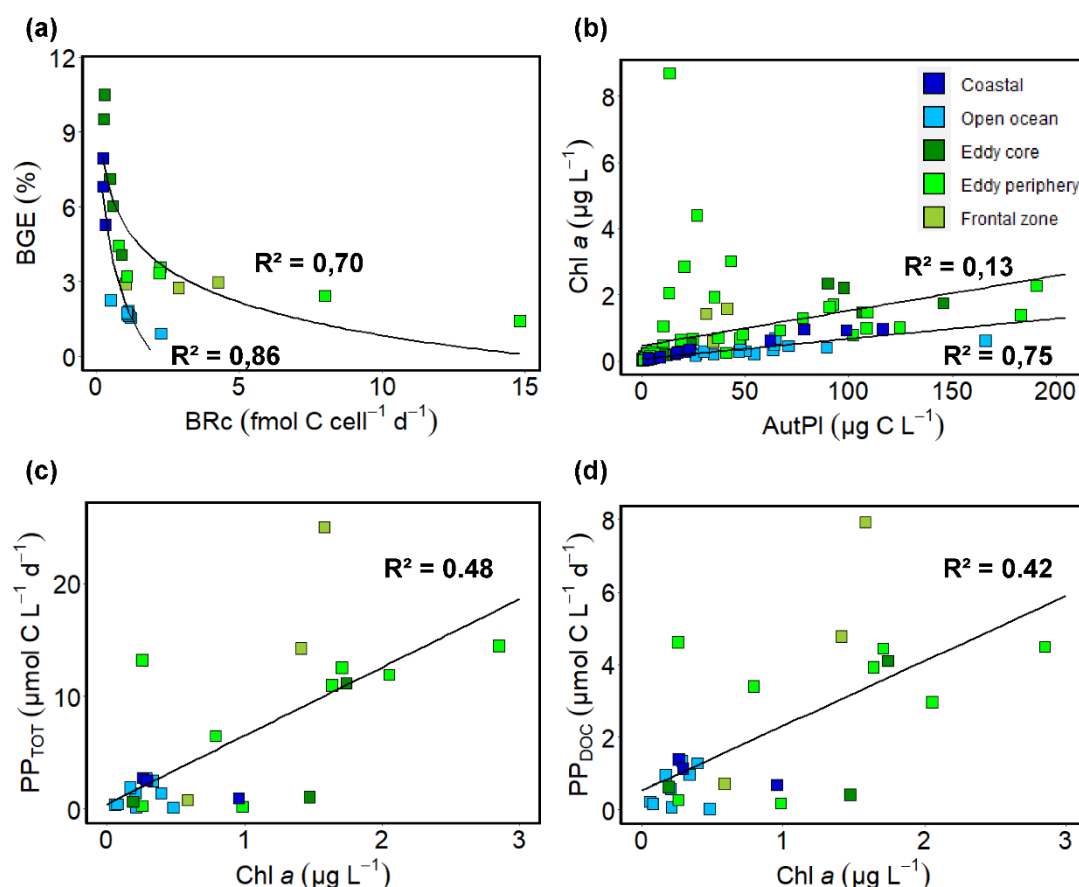 (a)
12
9
6
3
0
BGE (%)
R² = 0,70
R² = 0,86
0
5
10
15
BRc (fmol C cell⁻¹ d⁻¹)
(b)
8
6
4
2
0
Chl a (µg L⁻¹)
Coastal
Open ocean
Eddy core
Eddy periphery
Frontal zone
R² = 0,13
R² = 0,75
0
50
100
150
200
AutPl (µg C L⁻¹)
(c)
20
10
0
PP_TOT (µmol C L⁻¹ d⁻¹)
R² = 0.48
0
1
2
3
Chl a (µg L⁻¹)
(d)
8
6
4
2
0
PP_DOC (µmol C L⁻¹ d⁻¹)
R² = 0.42
0
1
2
3
Chl a (µg L⁻¹)